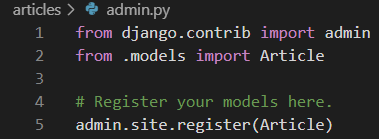 articles > admin.py
1 from django.contrib import admin
2 from .models import Article
3
4 # Register your models here.
5 admin.site.register(Article)